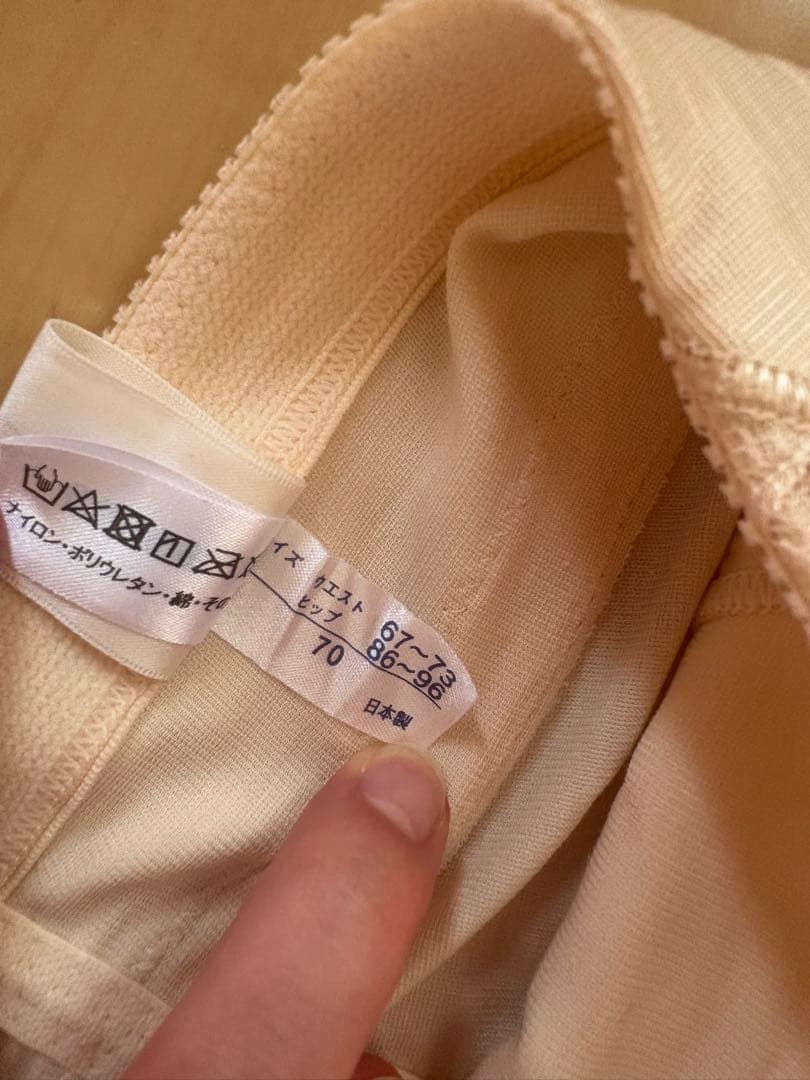 ナイロン・ポリウレタン・綿・その
イズ
ウエスト 67〜73
ヒップ 86〜96
70
日本製